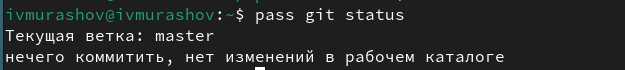 ivmurashov@ivmurashov:~$ pass git status
Текущая ветка: master
нечего коммитить, нет изменений в рабочем каталоге